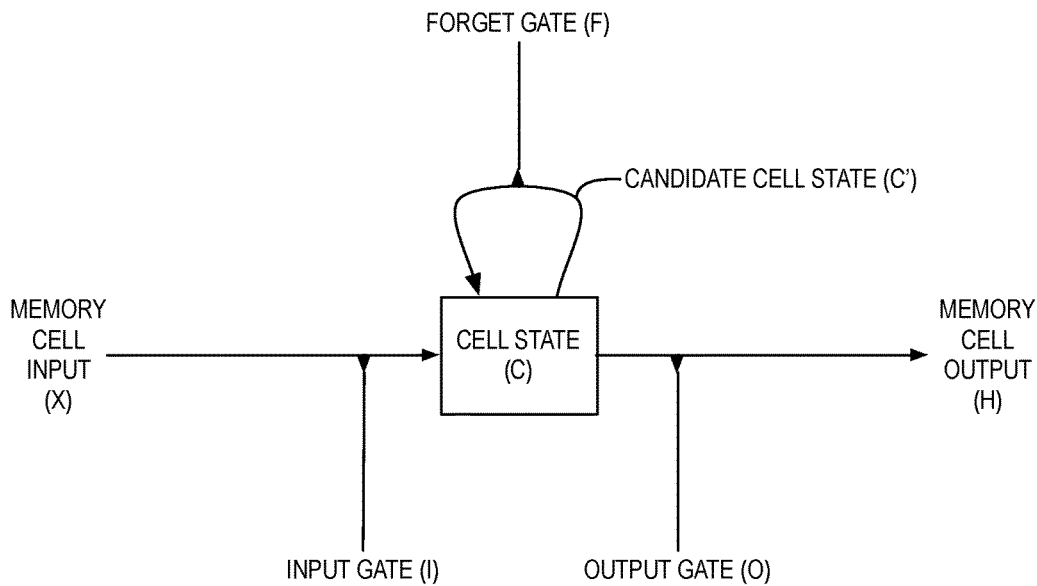 FORGET GATE (F)
CANDIDATE CELL STATE (C’)
MEMORY
CELL
INPUT
(X)
CELL STATE
(C)
MEMORY
CELL
OUTPUT
(H)
INPUT GATE (I)
OUTPUT GATE (O)